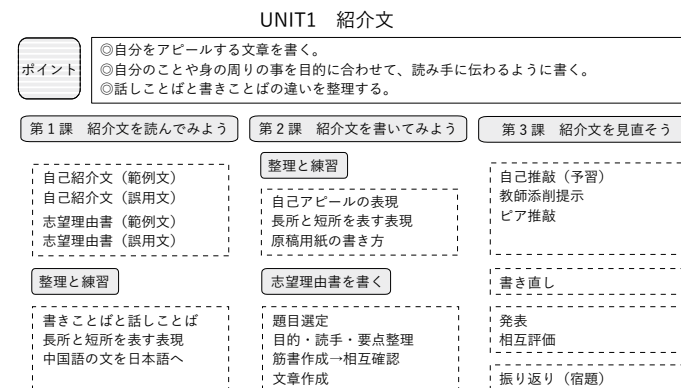 UNIT1　紹介文
ポイント
◎自分をアピールする文章を書く。
◎自分のことや身の周りの事を目的に合わせて、読み手に伝わるように書く。
◎話しことばと書きことばの違いを整理する。
第1課　紹介文を読んでみよう
自己紹介文（範例文）
自己紹介文（誤用文）
志望理由書（範例文）
志望理由書（誤用文）
整理と練習
書きことばと話しことば
長所と短所を表す表現
中国語の文を日本語へ
第2課　紹介文を書いてみよう
整理と練習
自己アピールの表現
長所と短所を表す表現
原稿用紙の書き方
志望理由書を書く
題目選定
目的・読手・要点整理
筋書作成→相互確認
文章作成
第3課　紹介文を見直そう
自己推敲（予習）
教師添削提示
ピア推敲
書き直し
発表
相互評価
振り返り（宿題）